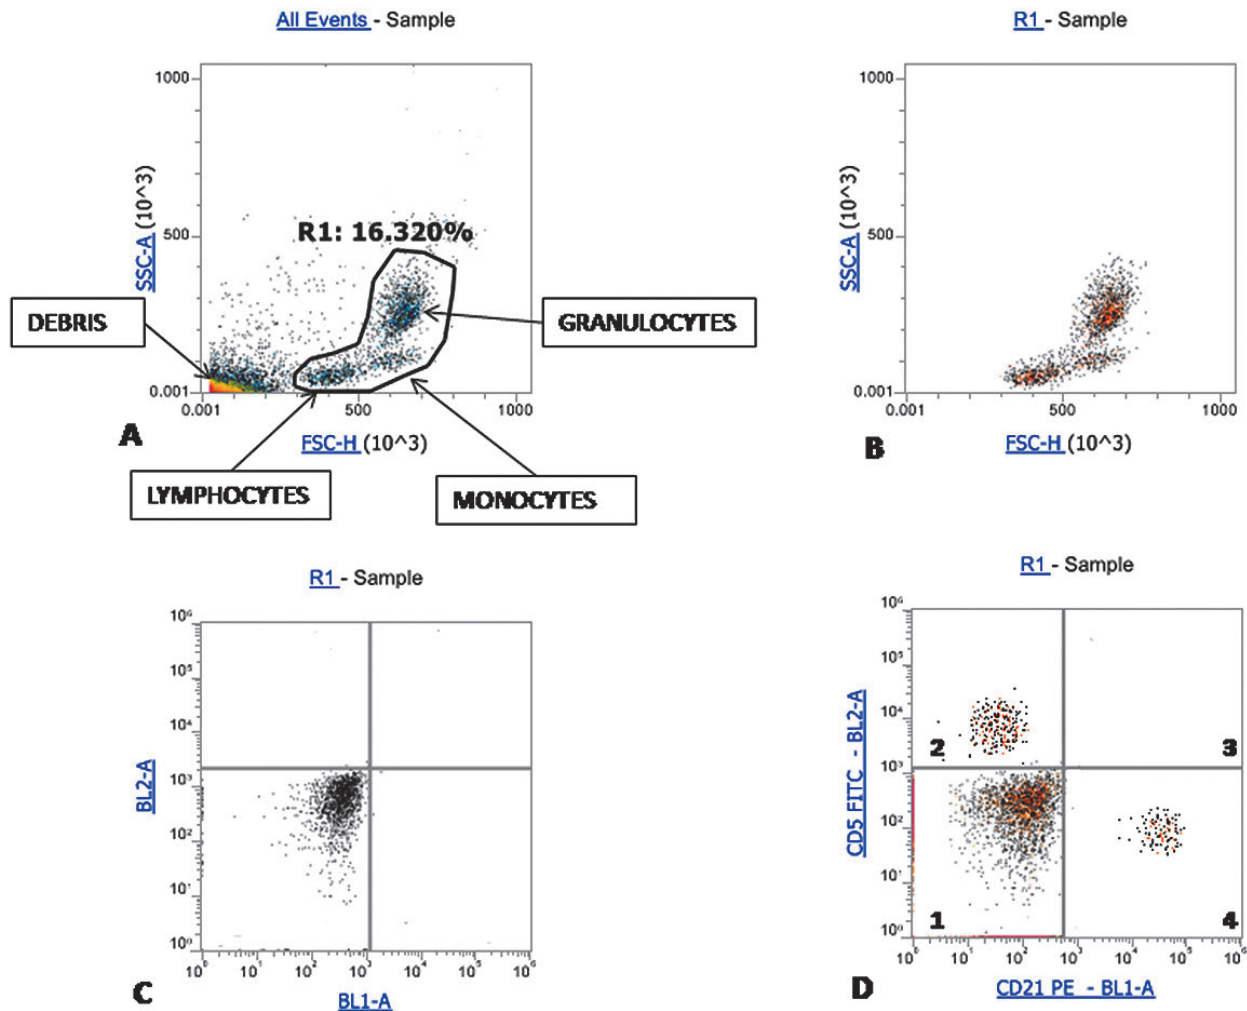 All Events - Sample
1000
500
0.001
SSC-A (10^3)
R1: 16.320%
DEBRIS
GRANULOCYTES
0.001 500 1000
FSC-H (10^3)
A
LYMPHOCYTES
MONOCYTES
R1 - Sample
1000
500
0.001
SSC-A (10^3)
0.001 500 1000
FSC-H (10^3)
B
R1 - Sample
10⁶
10⁵
10⁴
10³
10²
10¹
10⁰
BL2-A
10⁰ 10¹ 10² 10³ 10⁴ 10⁵ 10⁶
BL1-A
C
R1 - Sample
10⁶
10⁵
10⁴
10³
10²
10¹
10⁰
CD5 FITC - BL2-A
2 3
1 4
10⁰ 10¹ 10² 10³ 10⁴ 10⁵ 10⁶
CD21 PE - BL1-A
D